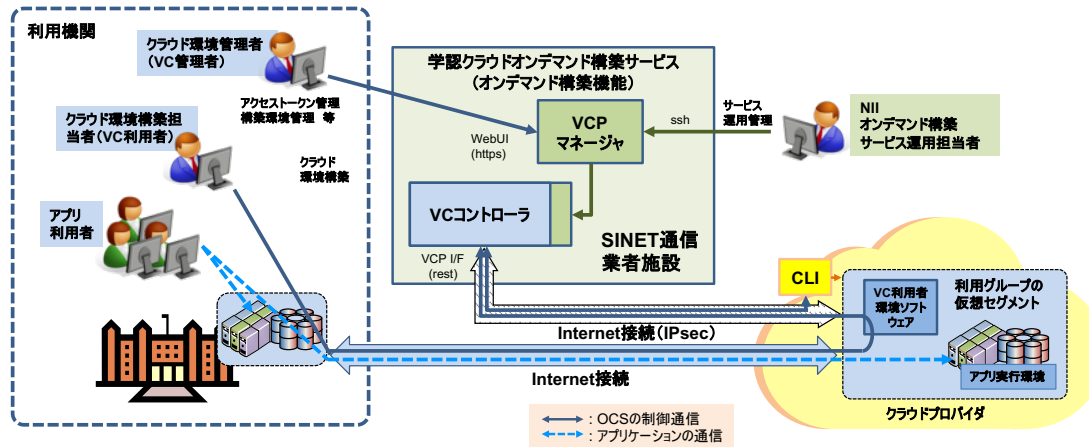 利用機関
クラウド環境管理者
(VC管理者)
アクセストークン管理
構築環境管理 等
クラウド環境構築担
当者(VC利用者)
クラウド
環境構築
アプリ
利用者
学認クラウドオンデマンド構築サービス
(オンデマンド構築機能)
WebUI
(https)
VCP
マネージャ
ssh
サービス
運用管理
NII
オンデマンド構築
サービス運用担当者
VCコントローラ
VCP I/F
(rest)
SINET通信
業者施設
CLI
VC利用者
環境ソフト
ウェア
利用グループの
仮想セグメント
アプリ実行環境
クラウドプロバイダ
Internet接続(IPsec)
Internet接続
: OCSの制御通信
: アプリケーションの通信